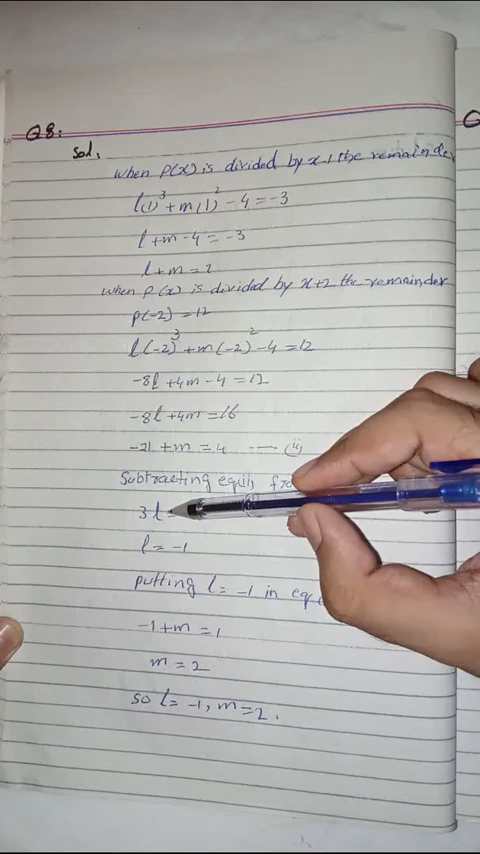 Q8:
Sol.
when P(x) is divided by x-1 the remainder
l(1)³ + m(1)² - 4 = -3
l + m - 4 = -3
l + m = 1
when P(x) is divided by x+2 the remainder
P(-2) = 12
l(-2)³ + m(-2)² - 4 = 12
-8l + 4m - 4 = 12
-8l + 4m = 16
-2l + m = 4 — (ii)
Subtracting eq(ii)
3l =
l = -1
putting l = -1 in eq
-1 + m = 1
m = 2
so l = -1, m = 2.